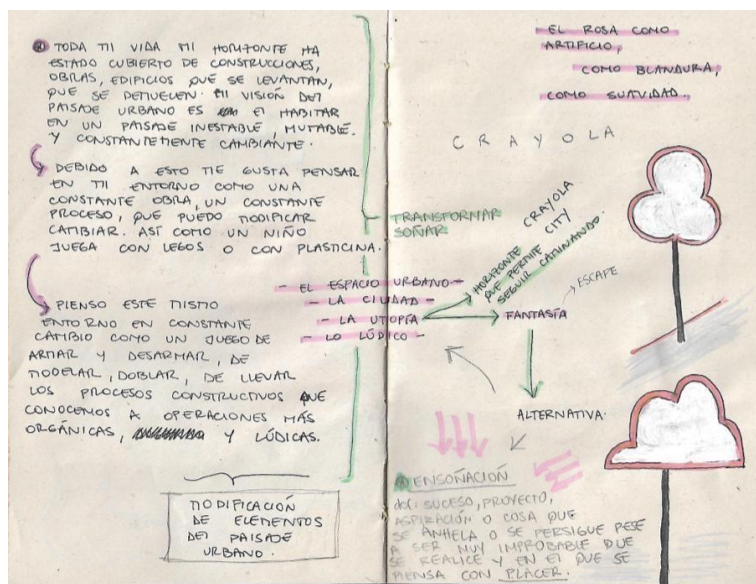 TODA MI VIDA MI HORIZONTE HA
ESTADO CUBIERTO DE CONSTRUCCIONES,
OBRAS, EDIFICIOS QUE SE LEVANTAN,
QUE SE DEMUELEN. MI VISIÓN DEL
PAISAJE URBANO ES EL HABITAR
EN UN PAISAJE INESTABLE, MUTABLE
Y CONSTANTEMENTE CAMBIANTE.
DEBIDO A ESTO ME GUSTA PENSAR
EN MI ENTORNO COMO UNA
CONSTANTE OBRA, UN CONSTANTE
PROCESO, QUE PUEDO MODIFICAR
CAMBIAR. ASÍ COMO UN NIÑO
JUEGA CON LEGOS O CON PLASTICINA.
PIENSO ESTE MISMO
ENTORNO EN CONSTANTE
CAMBIO COMO UN JUEGO DE
ARMAR Y DESARMAR, DE
MODELAR, DOBLAR, DE LLEVAR
LOS PROCESOS CONSTRUCTIVOS QUE
CONOCEMOS A OPERACIONES MÁS
ORGÁNICAS, Y LÚDICAS.
MODIFICACIÓN
DE ELEMENTOS
DEL PAISAJE
URBANO.
EL ROSA COMO
ARTIFICIO,
COMO BLANDURA,
COMO SUAVIDAD.
CRAYOLA
TRANSFORMAR
SOÑAR
- EL ESPACIO URBANO -
- LA CIUDAD -
- LA UTOPÍA -
- LO LÚDICO -
CRAYOLA
CITY
HORIZONTE
QUE PERMITE
SEGUIR CAMINANDO.
FANTASÍA
ESCAPE
ALTERNATIVA.
ENSOÑACIÓN
def: SUCESO, PROYECTO,
ASPIRACIÓN O COSA QUE
SE ANHELA O SE PERSIGUE PESE
A SER MUY IMPROBABLE QUE
SE REALICE Y EN EL QUE SE
PIENSA CON PLACER.